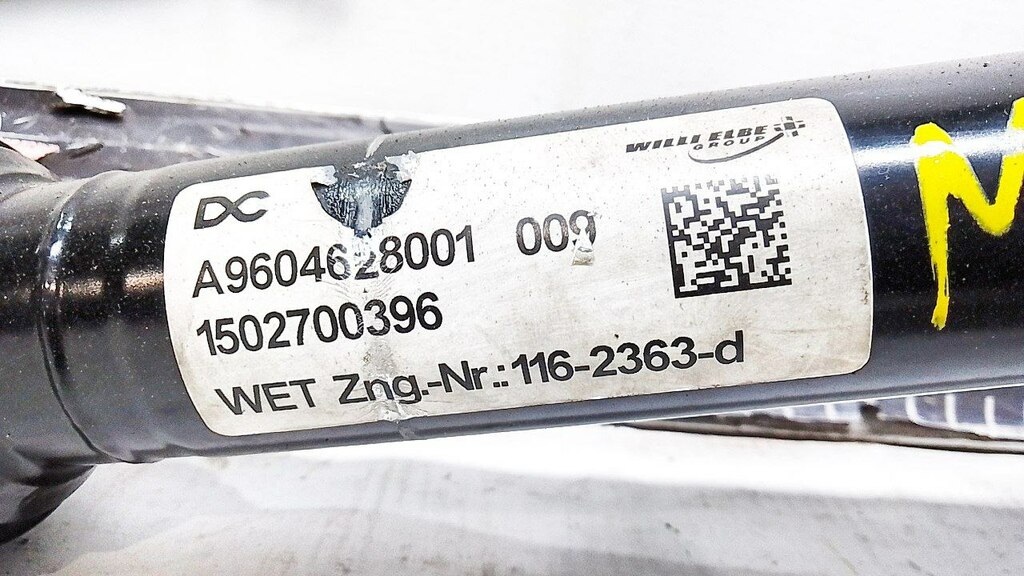 DC
WILLI ELBE
GROUP
A9604628001 009
1502700396
WET Zng.-Nr.:116-2363-d